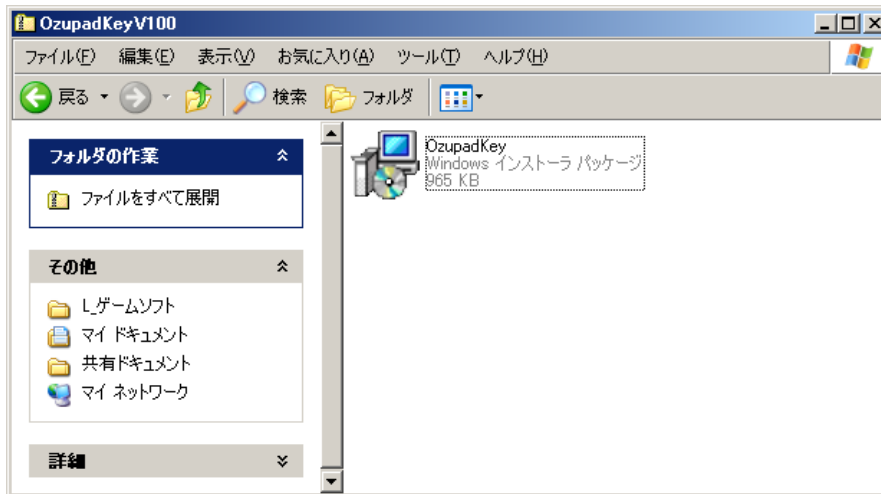 OzupadKeyV100
ファイル(F) 編集(E) 表示(V) お気に入り(A) ツール(T) ヘルプ(H)
戻る 検索 フォルダ
フォルダの作業
ファイルをすべて展開
その他
L_ゲームソフト
マイ ドキュメント
共有ドキュメント
マイ ネットワーク
詳細
OzupadKey
Windows インストーラ パッケージ
965 KB